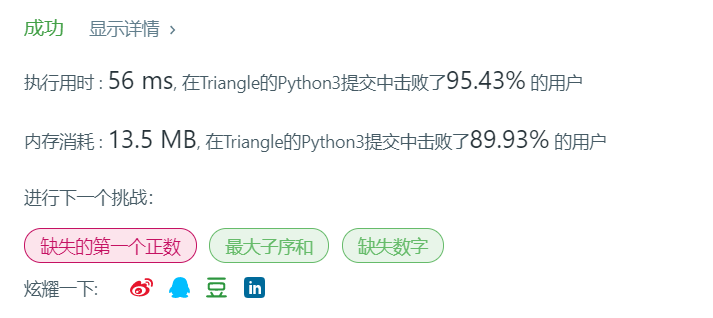 成功 显示详情 ›
执行用时 : 56 ms, 在Triangle的Python3提交中击败了95.43% 的用户
内存消耗 : 13.5 MB, 在Triangle的Python3提交中击败了89.93% 的用户
进行下一个挑战：
缺失的第一个正数 最大子序和 缺失数字
炫耀一下: 豆 in